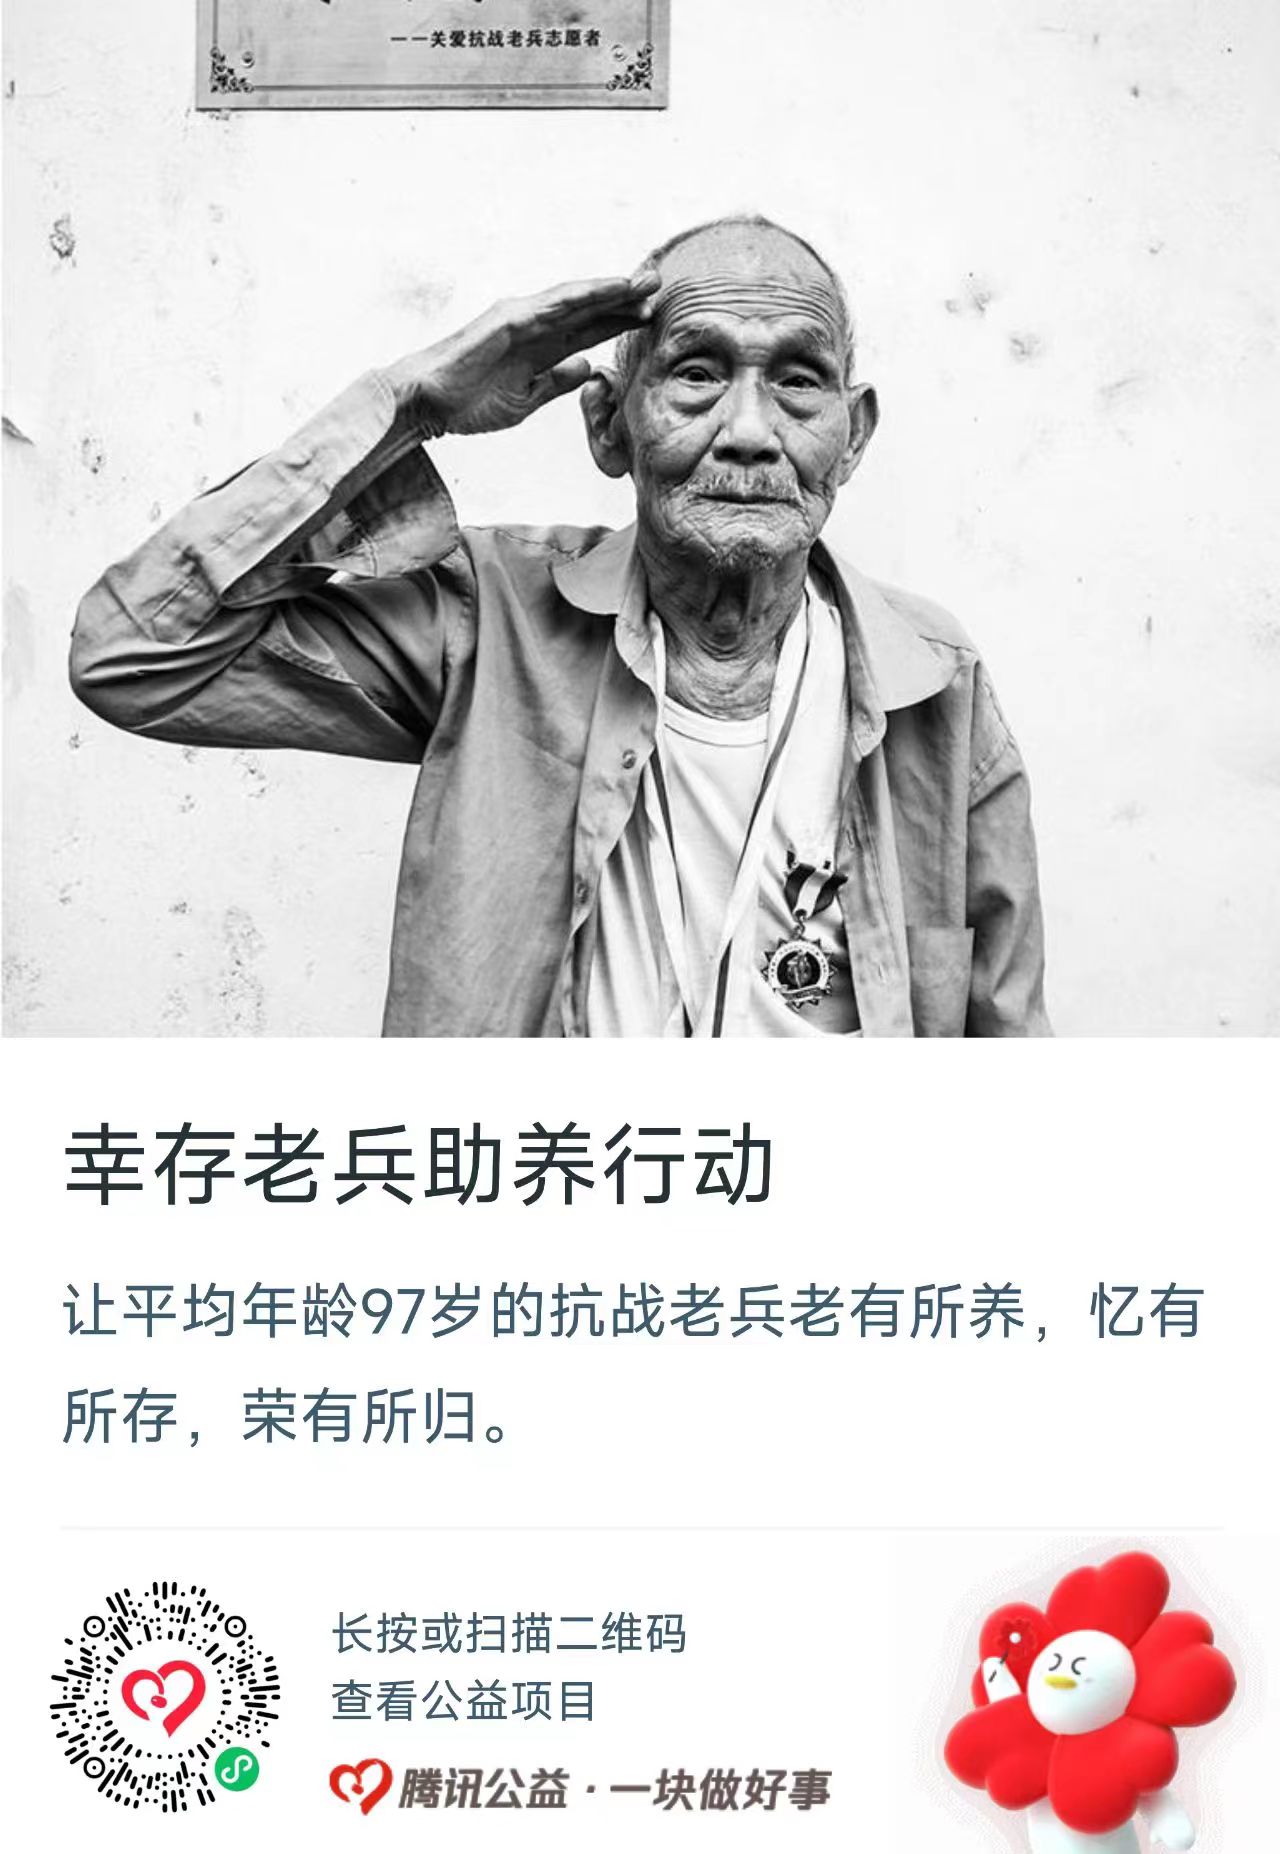 ——关爱抗战老兵志愿者
幸存老兵助养行动
让平均年龄97岁的抗战老兵老有所养，忆有
所存，荣有所归。
长按或扫描二维码
查看公益项目
腾讯公益·一块做好事